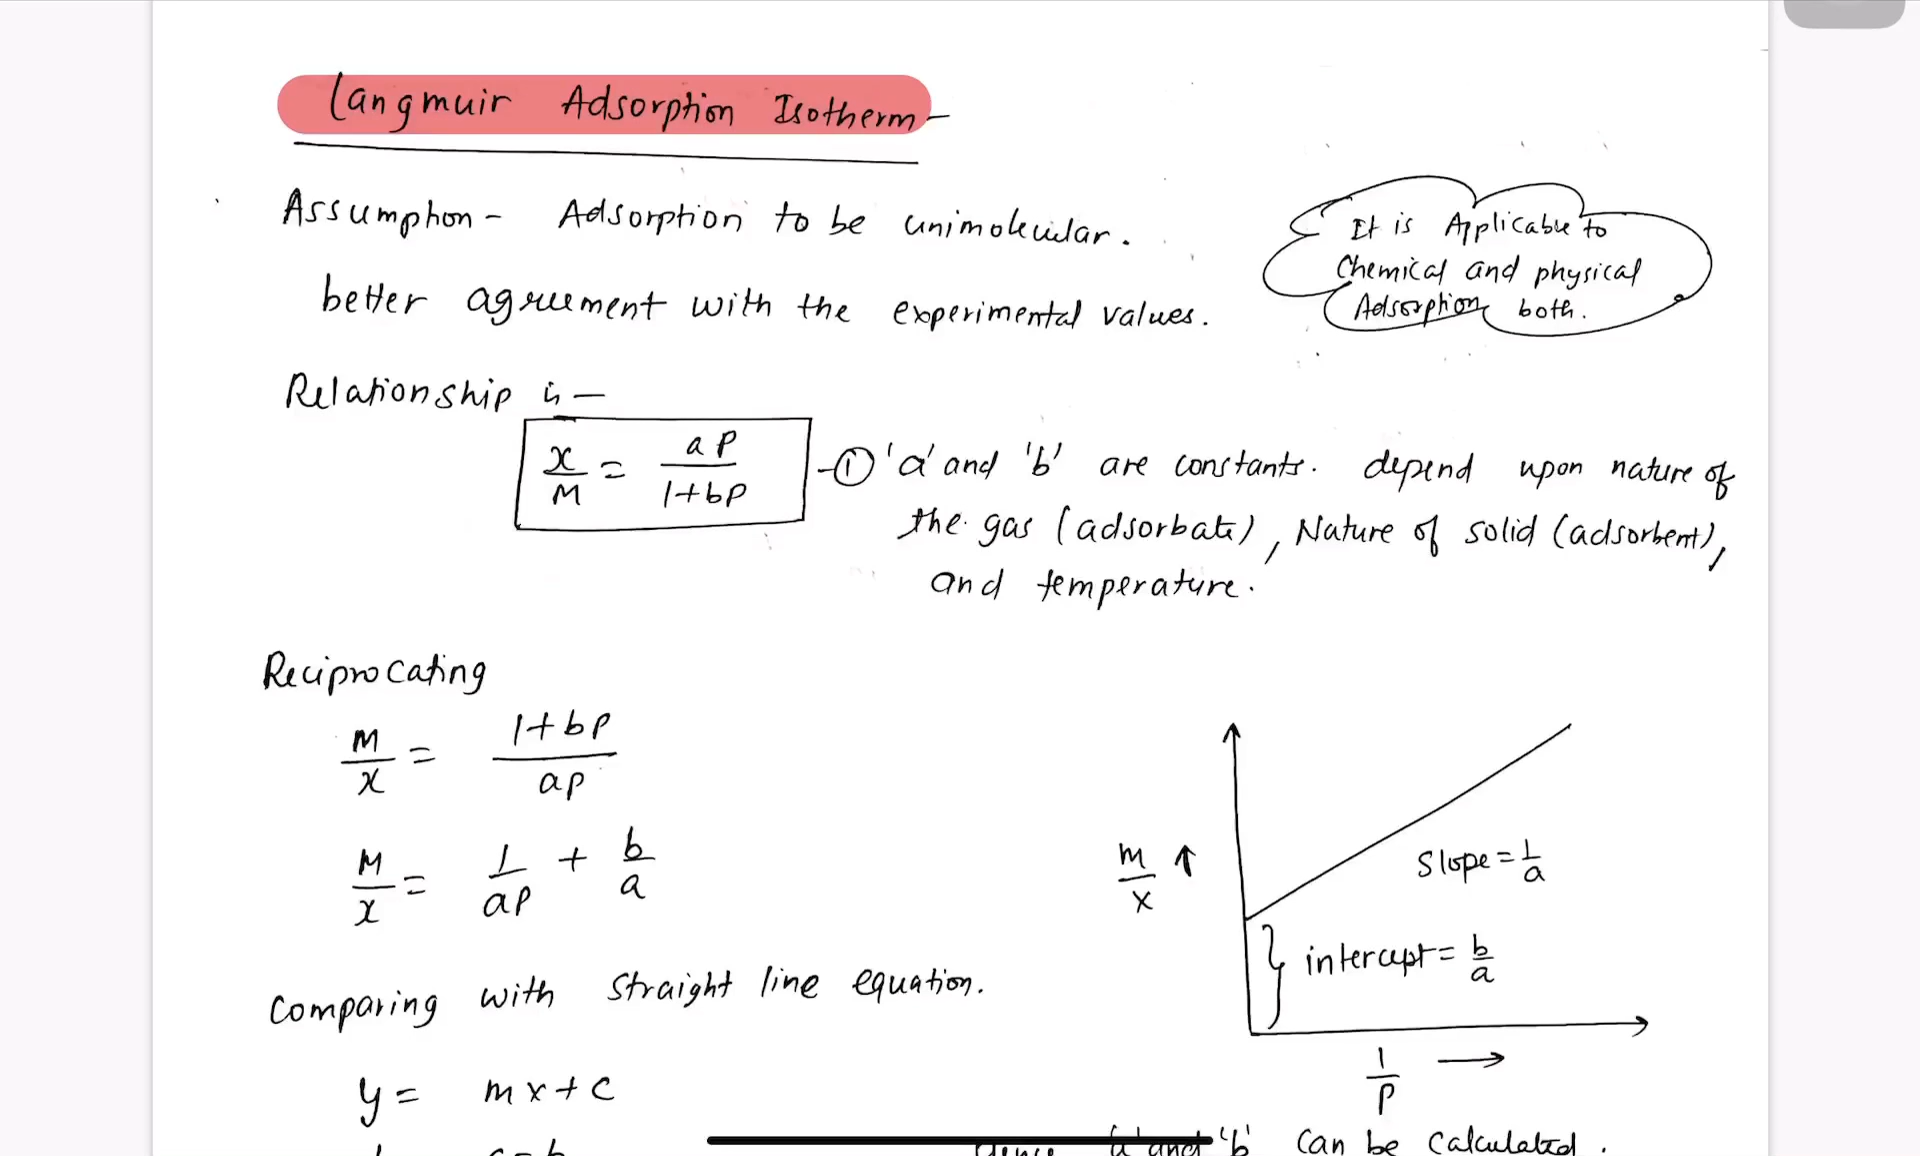 Langmuir Adsorption Isotherm-
Assumption - Adsorption to be unimolecular.
better agreement with the experimental values.
It is Applicable to
Chemical and physical
Adsorption both.
Relationship is -
x/M = aP/1+bP -① 'a' and 'b' are constants. depend upon nature of
the gas (adsorbate), Nature of solid (adsorbent),
and temperature.
Reciprocating
M/x = 1+bP/aP
M/x = 1/aP + b/a
Comparing with straight line equation.
y = mx+c
m/x ↑
Slope = 1/a
intercept = b/a
1/P →
'a' and 'b' can be calculated.